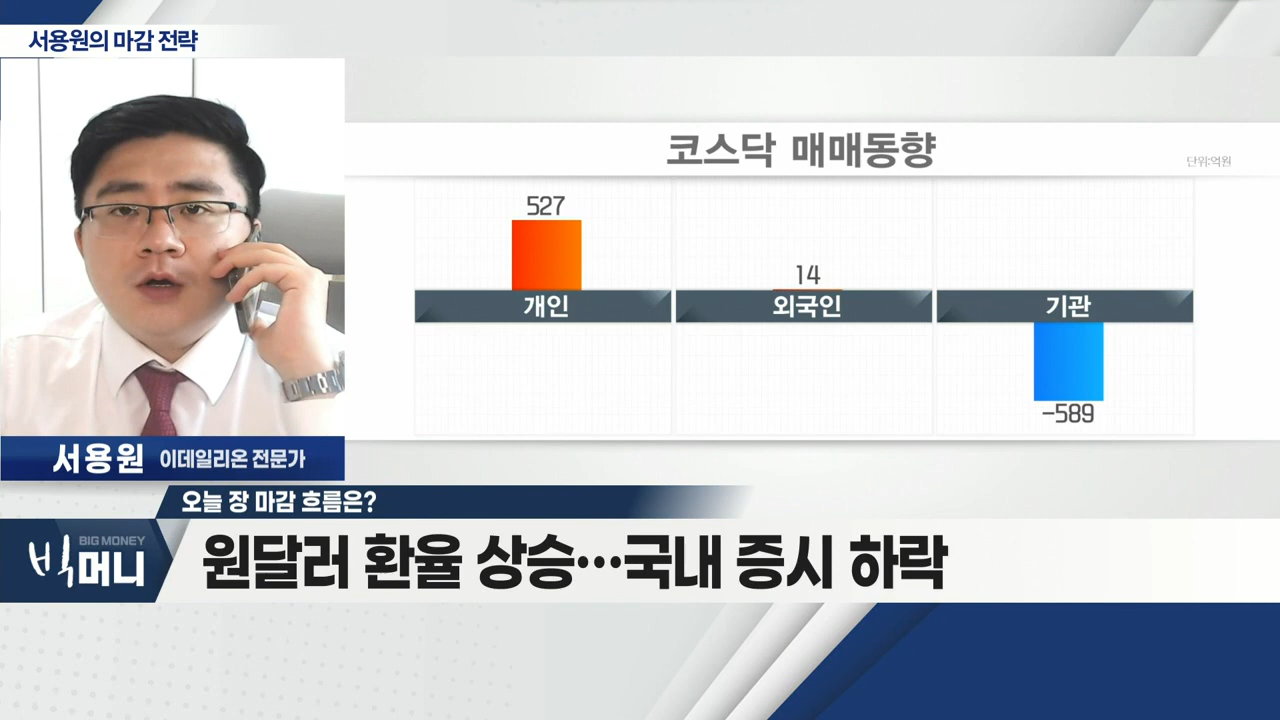 서용원의 마감 전략
코스닥 매매동향
단위:억원
527
14
개인
외국인
기관
-589
서용원 이데일리온 전문가
오늘 장 마감 흐름은?
BIG MONEY
빅머니
원달러 환율 상승…국내 증시 하락